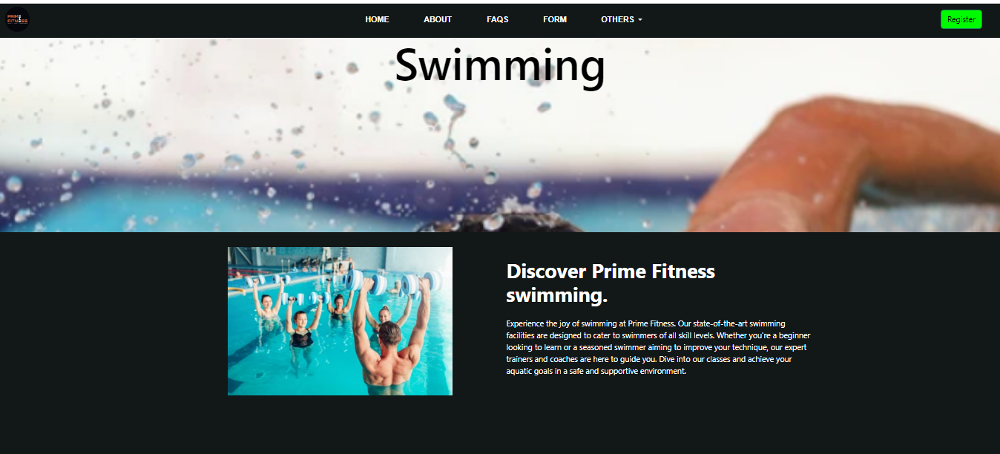 PRIME
FITNESS
HOME
ABOUT
FAQS
FORM
OTHERS
Register
Swimming
Discover Prime Fitness
swimming.
Experience the joy of swimming at Prime Fitness. Our state-of-the-art swimming
facilities are designed to cater to swimmers of all skill levels. Whether you're a beginner
looking to learn or a seasoned swimmer aiming to improve your technique, our expert
trainers and coaches are here to guide you. Dive into our classes and achieve your
aquatic goals in a safe and supportive environment.